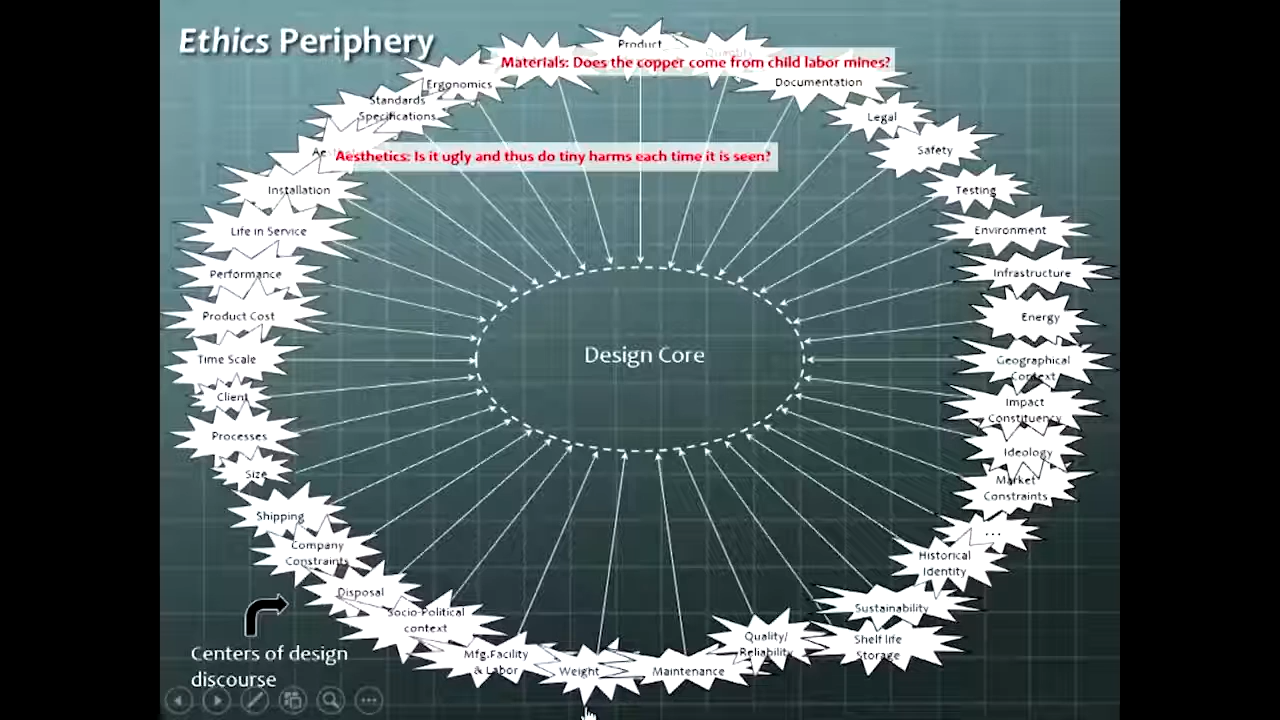 Ethics Periphery
Product
Materials: Does the copper come from child labor mines?
Ergonomics
Documentation
Standards
Specifications
Legal
Safety
Aesthetics: Is it ugly and thus do tiny harms each time it is seen?
Installation
Testing
Life in Service
Environment
Performance
Infrastructure
Product Cost
Energy
Design Core
Time Scale
Geographical
Context
Client
Impact
Constituency
Processes
Ideology
Size
Market
Constraints
Shipping
...
Company
Constraints
Historical
Identity
Disposal
Sustainability
Socio-Political
context
Quality/
Reliability
Shelf life
Storage
Mfg.Facility
& Labor
Weight
Maintenance
Centers of design
discourse